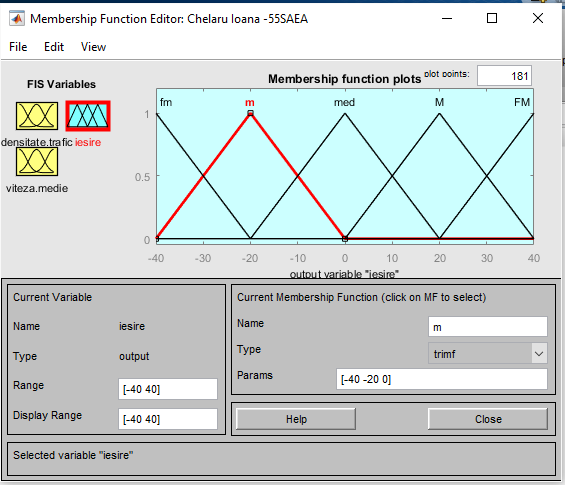 Membership Function Editor: Chelaru Ioana -55SAEA
File Edit View
FIS Variables
densitate.trafic iesire
viteza.medie
Membership function plots plot points: 181
fm m med M FM
1
0.5
0
-40 -30 -20 -10 0 10 20 30 40
output variable "iesire"
Current Variable
Name iesire
Type output
Range [-40 40]
Display Range [-40 40]
Current Membership Function (click on MF to select)
Name m
Type trimf
Params [-40 -20 0]
Help Close
Selected variable "iesire"